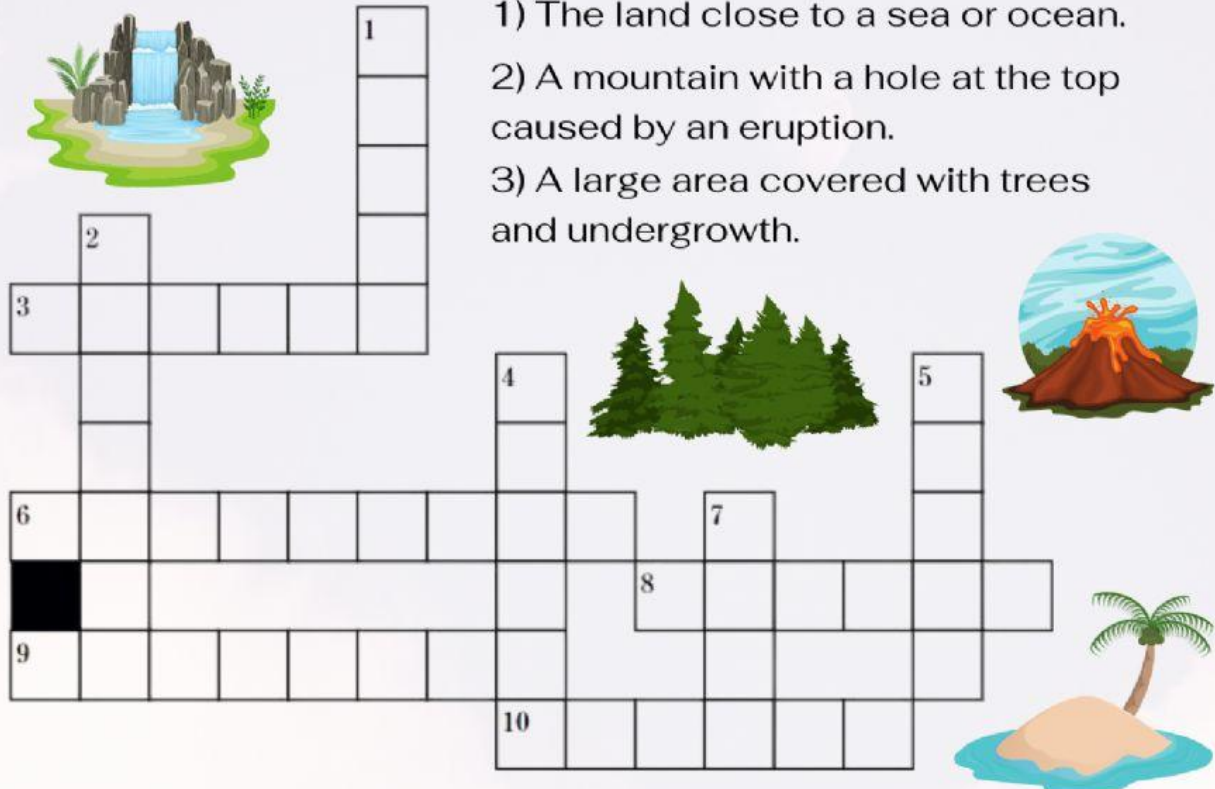 1) The land close to a sea or ocean.
2) A mountain with a hole at the top
caused by an eruption.
3) A large area covered with trees
and undergrowth.
1
2
3
4
5
6
7
8
9
10